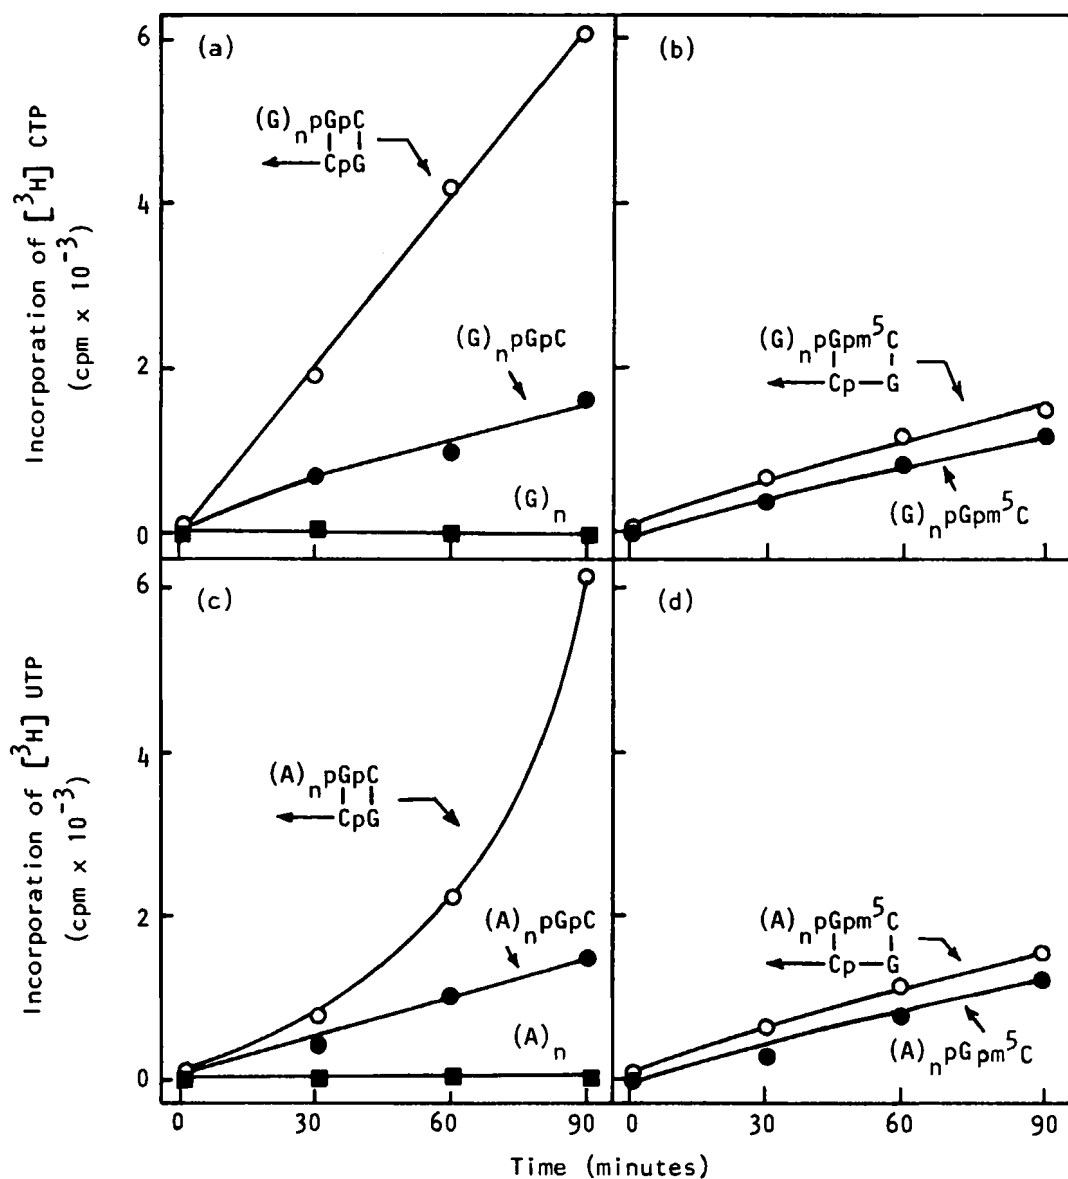 Incorporation of [³H] CTP
(cpm x 10⁻³)
6
4
2
0
(a)
(G)ₙpGpC
CpG
(G)ₙpGpC
(G)ₙ
(b)
(G)ₙpGpm⁵C
Cp G
(G)ₙpGpm⁵C
Incorporation of [³H] UTP
(cpm x 10⁻³)
6
4
2
0
(c)
(A)ₙpGpC
CpG
(A)ₙpGpC
(A)ₙ
(d)
(A)ₙpGpm⁵C
Cp G
(A)ₙpGpm⁵C
0 30 60 90 0 30 60 90
Time (minutes)